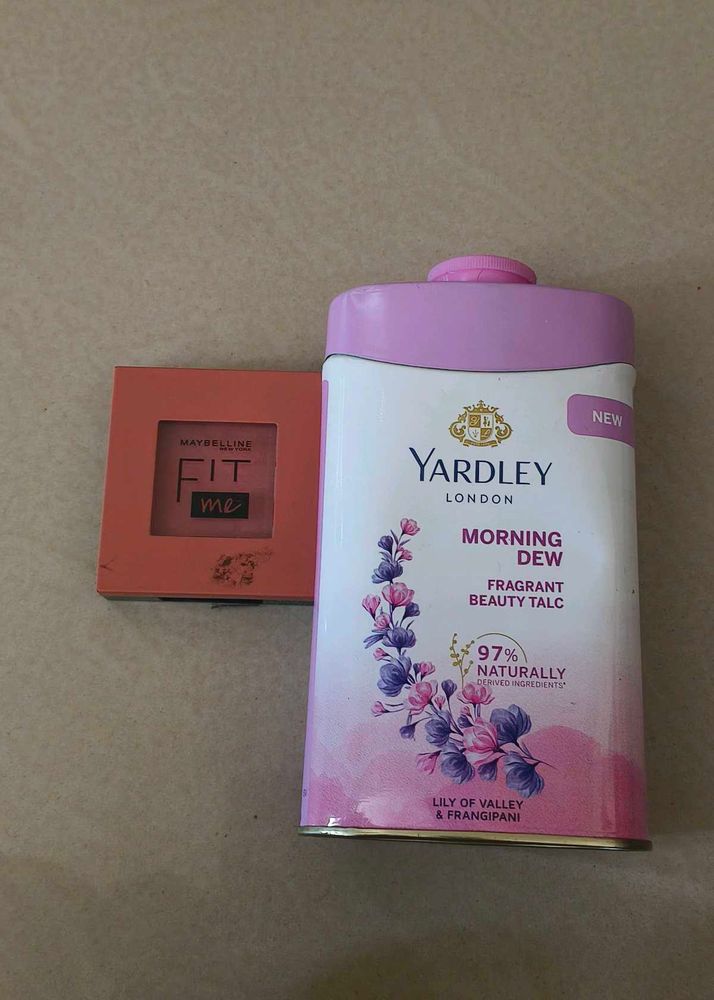 MAYBELLINE
NEW YORK
FIT
me
NEW
YARDLEY
LONDON
MORNING
DEW
FRAGRANT
BEAUTY TALC
97%
NATURALLY
DERIVED INGREDIENTS*
LILY OF VALLEY
& FRANGIPANI